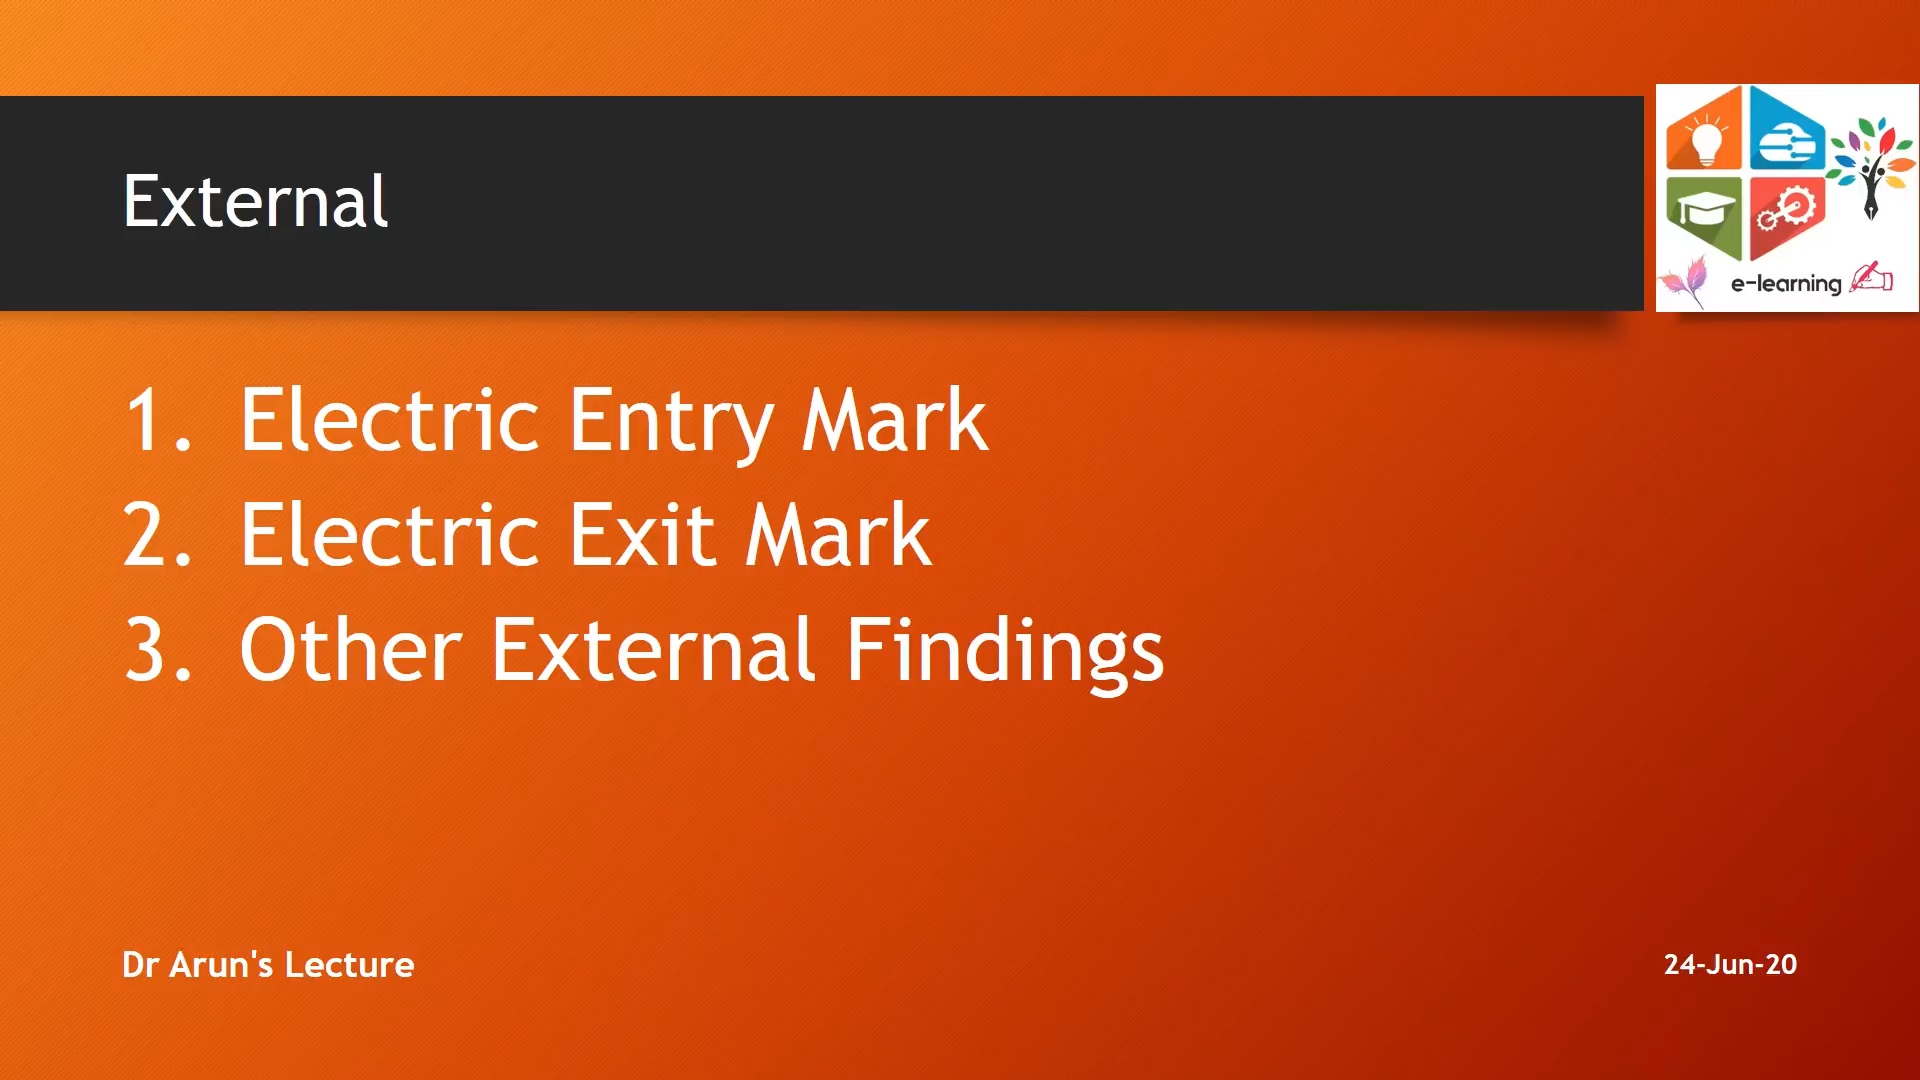 External
e-learning
1. Electric Entry Mark
2. Electric Exit Mark
3. Other External Findings
Dr Arun's Lecture
24-Jun-20